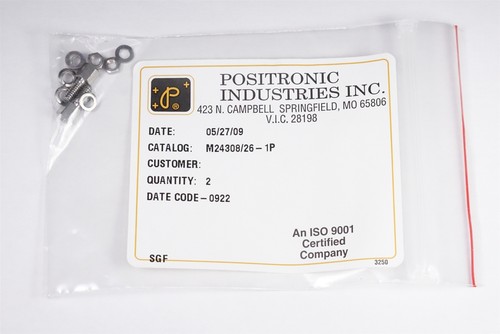 POSITRONIC
INDUSTRIES INC.
423 N. CAMPBELL SPRINGFIELD, MO 65806
V.I.C. 28198
P®
DATE: 05/27/09
CATALOG: M24308/26-1P
CUSTOMER:
QUANTITY: 2
DATE CODE-0922
An ISO 9001
Certified
Company
SGF
3250